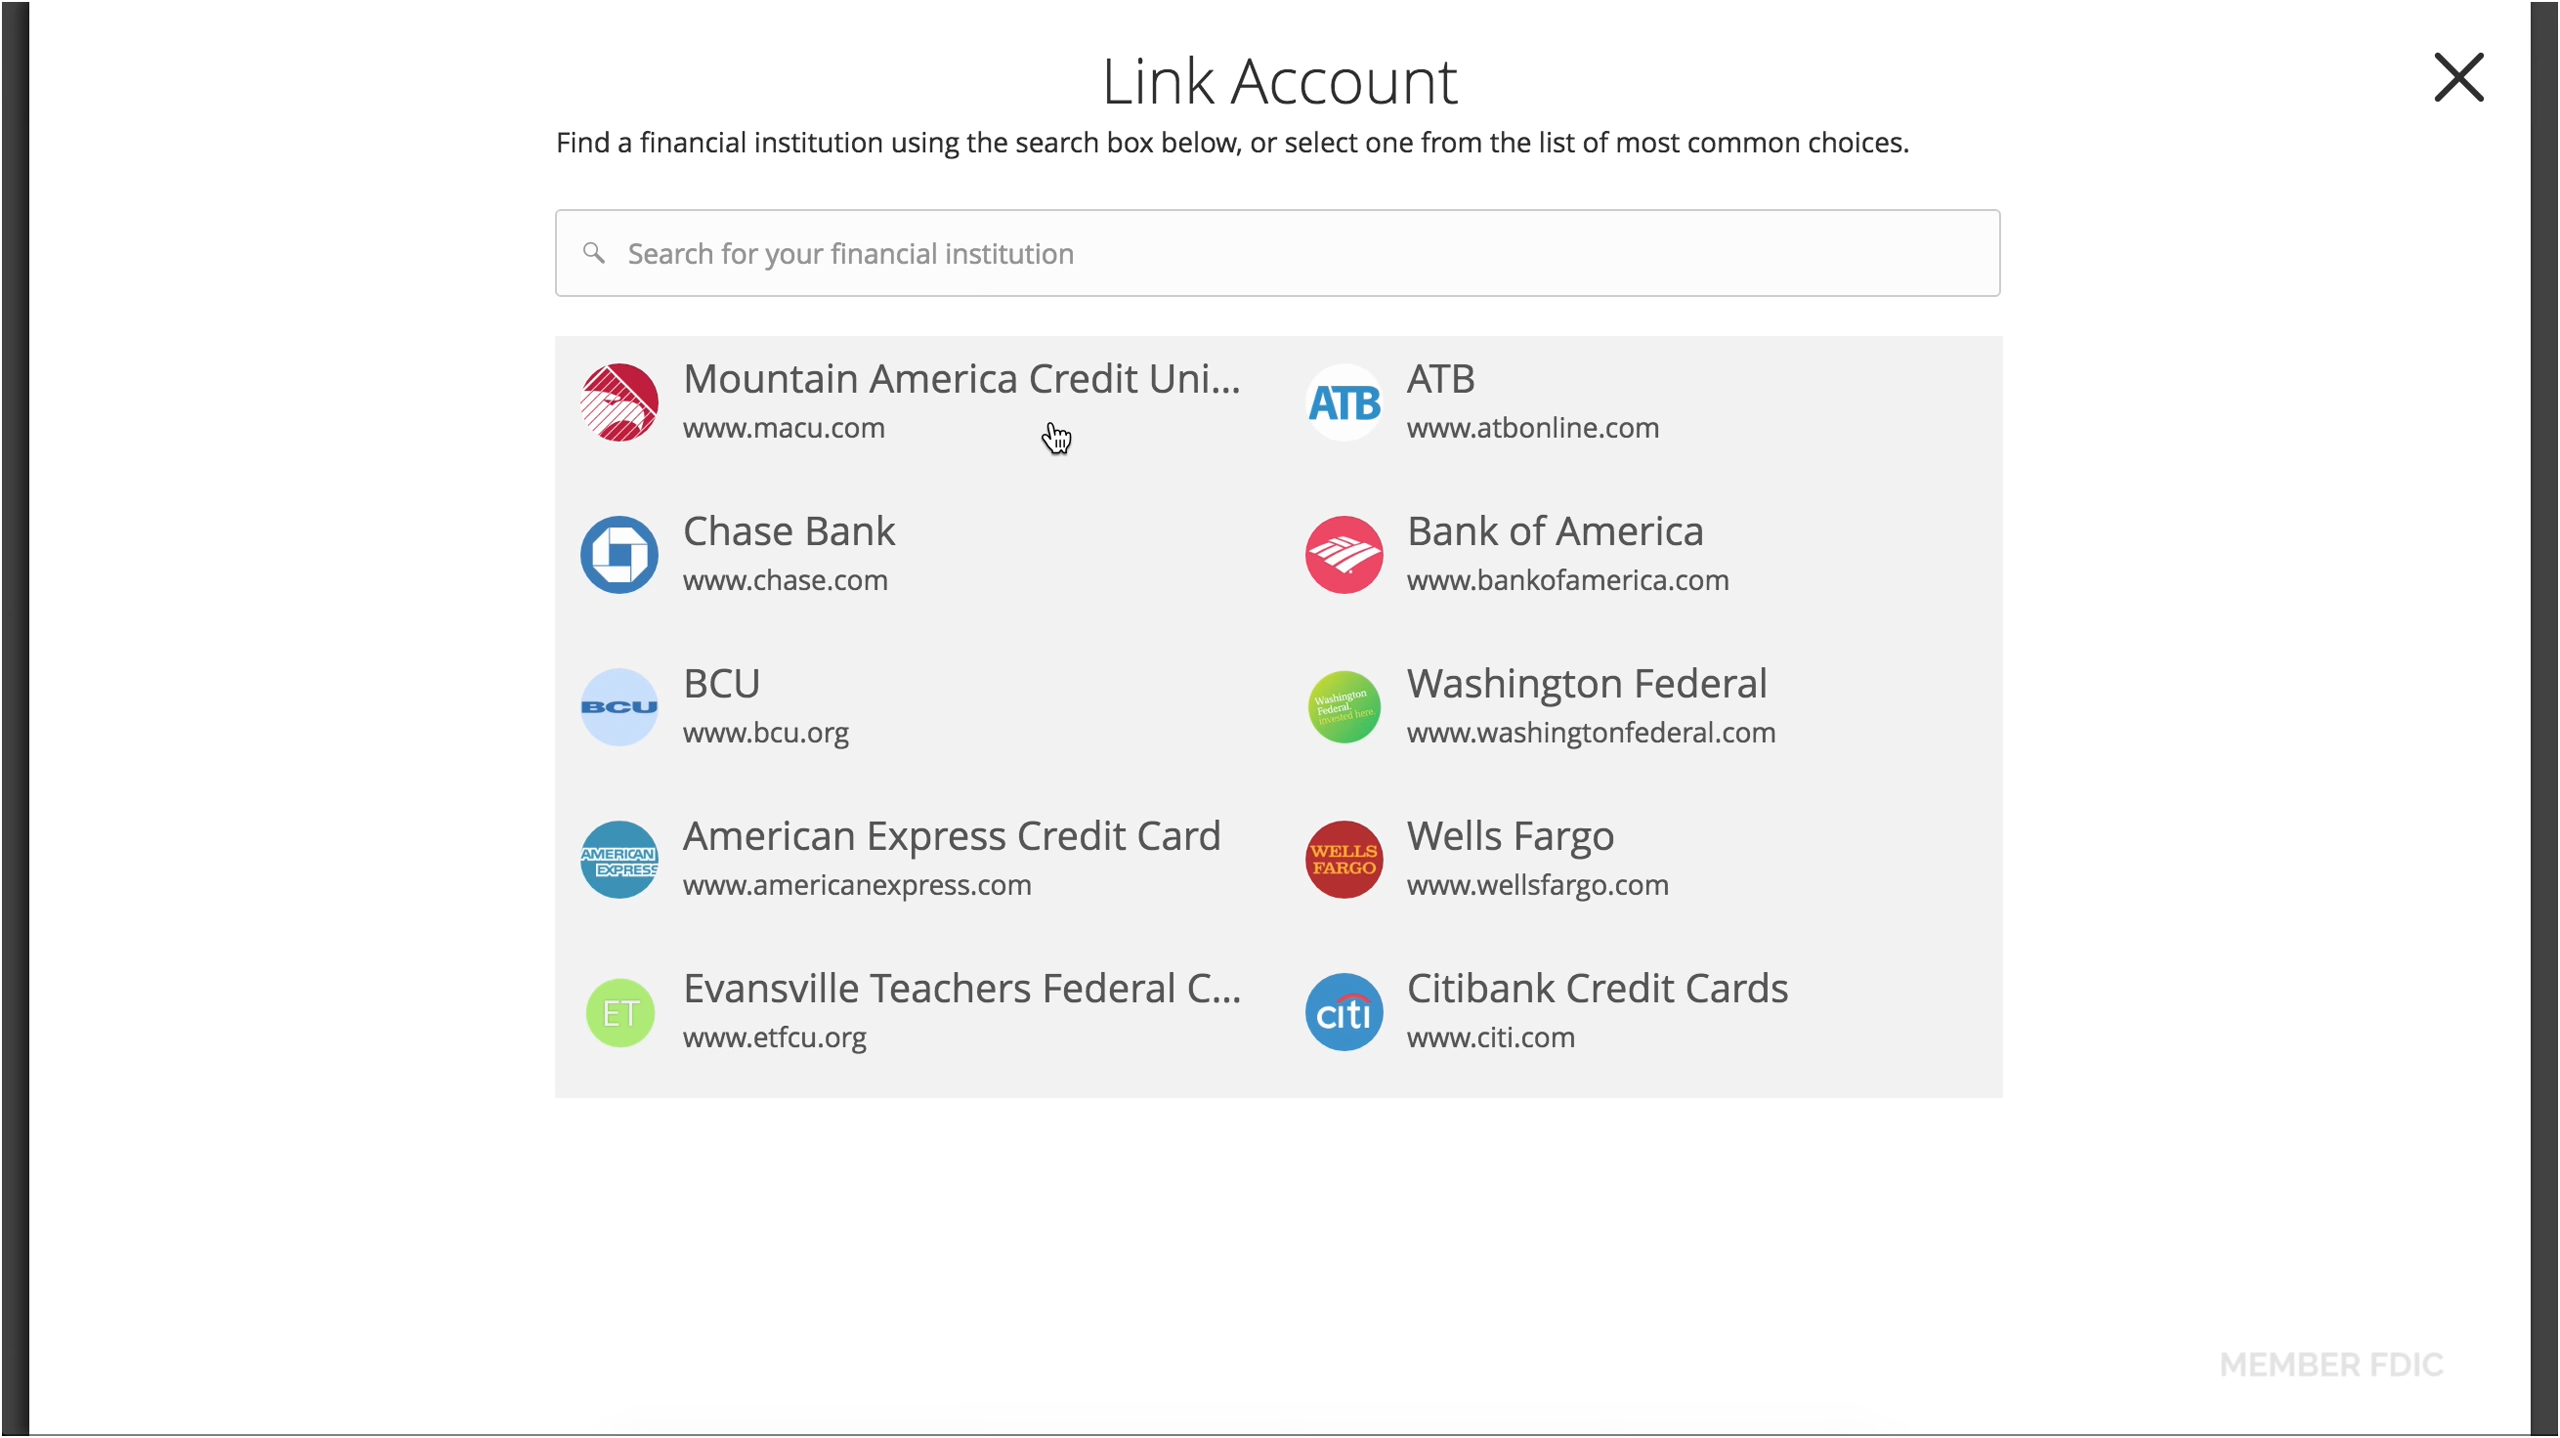 Link Account
Find a financial institution using the search box below, or select one from the list of most common choices.
Search for your financial institution
Mountain America Credit Uni...
www.macu.com
ATB
ATB
www.atbonline.com
Chase Bank
www.chase.com
Bank of America
www.bankofamerica.com
BCU
BCU
www.bcu.org
Washington
Federal.
invested here.
Washington Federal
www.washingtonfederal.com
AMERICAN
EXPRESS
American Express Credit Card
www.americanexpress.com
WELLS
FARGO
Wells Fargo
www.wellsfargo.com
ET
Evansville Teachers Federal C...
www.etfcu.org
citi
Citibank Credit Cards
www.citi.com
MEMBER FDIC